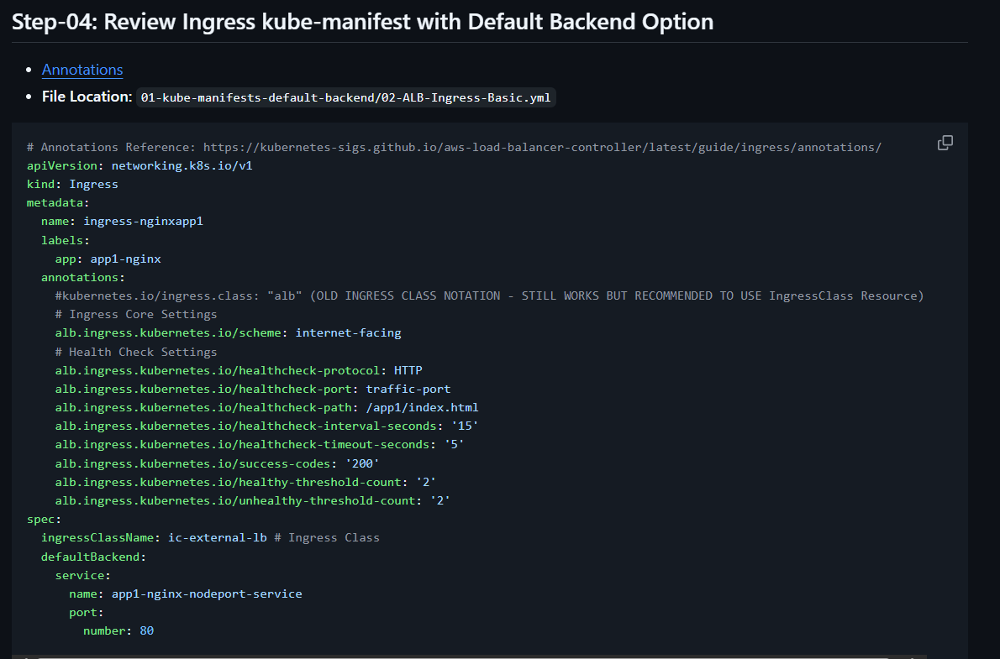 Step-04: Review Ingress kube-manifest with Default Backend Option
• Annotations
• File Location: 01-kube-manifests-default-backend/02-ALB-Ingress-Basic.yml
# Annotations Reference: https://kubernetes-sigs.github.io/aws-load-balancer-controller/latest/guide/ingress/annotations/
apiVersion: networking.k8s.io/v1
kind: Ingress
metadata:
  name: ingress-nginxapp1
  labels:
    app: app1-nginx
  annotations:
    #kubernetes.io/ingress.class: "alb" (OLD INGRESS CLASS NOTATION - STILL WORKS BUT RECOMMENDED TO USE IngressClass Resource)
    # Ingress Core Settings
    alb.ingress.kubernetes.io/scheme: internet-facing
    # Health Check Settings
    alb.ingress.kubernetes.io/healthcheck-protocol: HTTP
    alb.ingress.kubernetes.io/healthcheck-port: traffic-port
    alb.ingress.kubernetes.io/healthcheck-path: /app1/index.html
    alb.ingress.kubernetes.io/healthcheck-interval-seconds: '15'
    alb.ingress.kubernetes.io/healthcheck-timeout-seconds: '5'
    alb.ingress.kubernetes.io/success-codes: '200'
    alb.ingress.kubernetes.io/healthy-threshold-count: '2'
    alb.ingress.kubernetes.io/unhealthy-threshold-count: '2'
spec:
  ingressClassName: ic-external-lb # Ingress Class
  defaultBackend:
    service:
      name: app1-nginx-nodeport-service
      port:
        number: 80